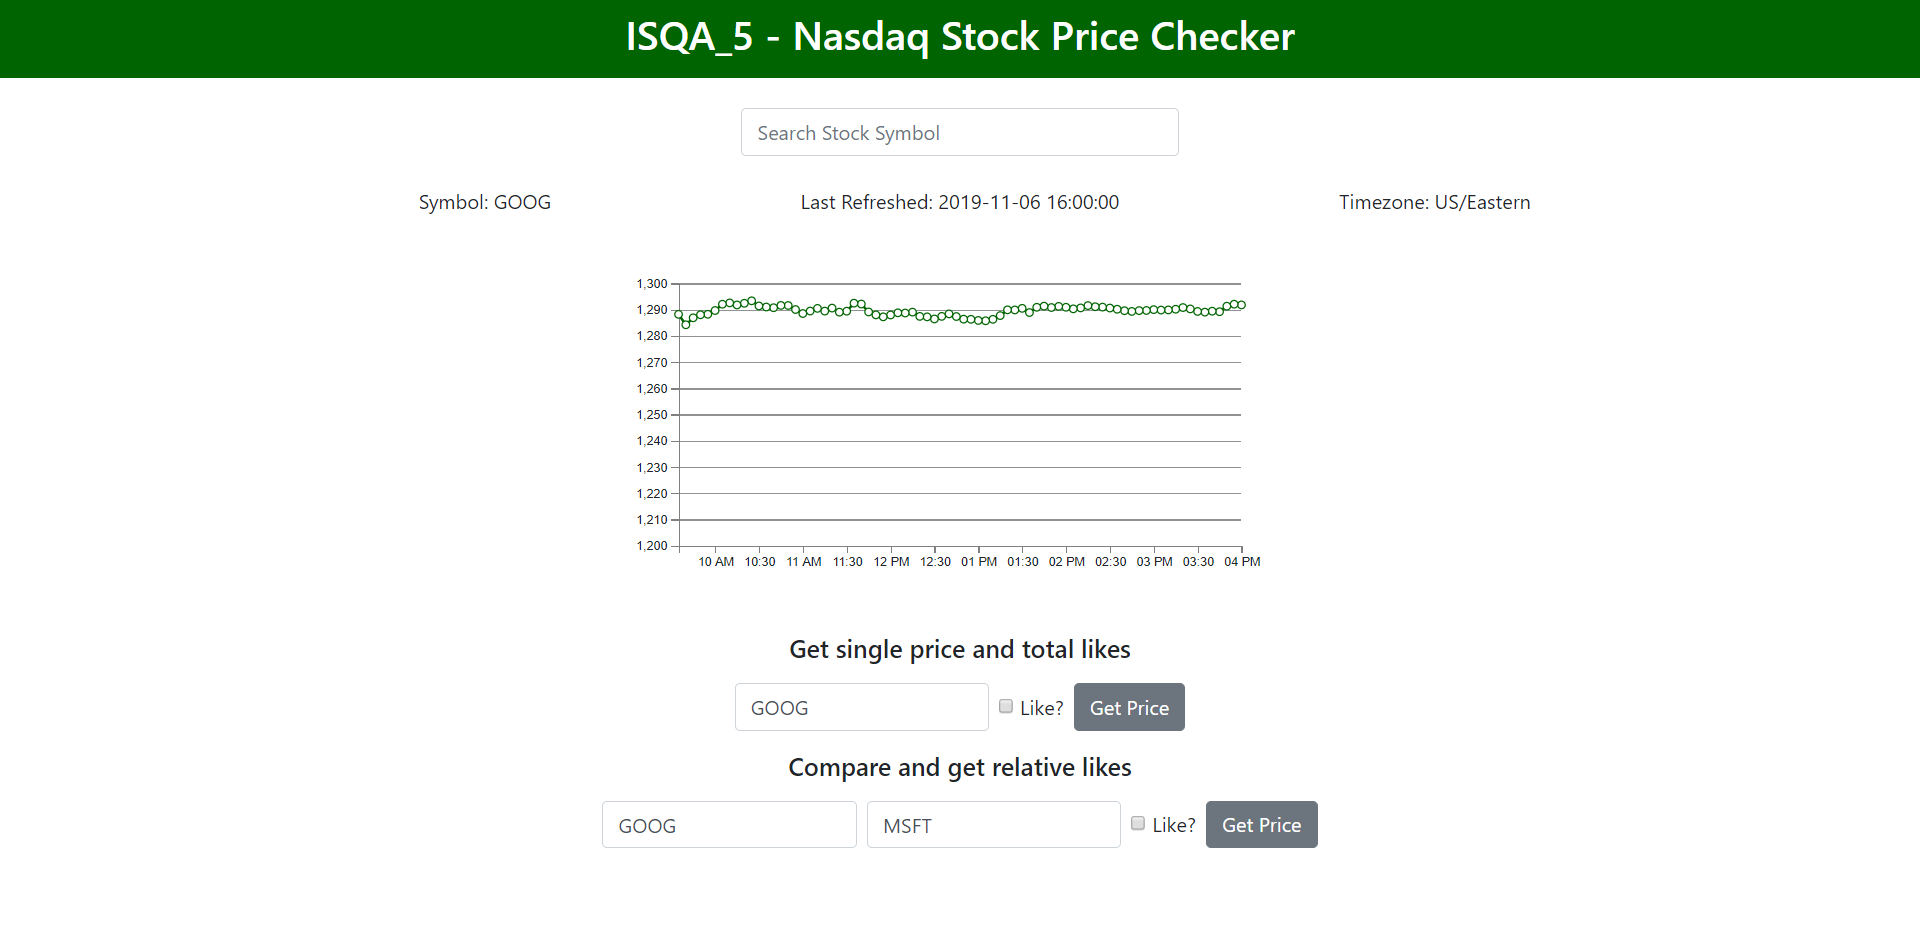 ISQA_5 - Nasdaq Stock Price Checker
Search Stock Symbol
Symbol: GOOG
Last Refreshed: 2019-11-06 16:00:00
Timezone: US/Eastern
1,300
1,290
1,280
1,270
1,260
1,250
1,240
1,230
1,220
1,210
1,200
10 AM 10:30 11 AM 11:30 12 PM 12:30 01 PM 01:30 02 PM 02:30 03 PM 03:30 04 PM
Get single price and total likes
GOOG Like? Get Price
Compare and get relative likes
GOOG MSFT Like? Get Price